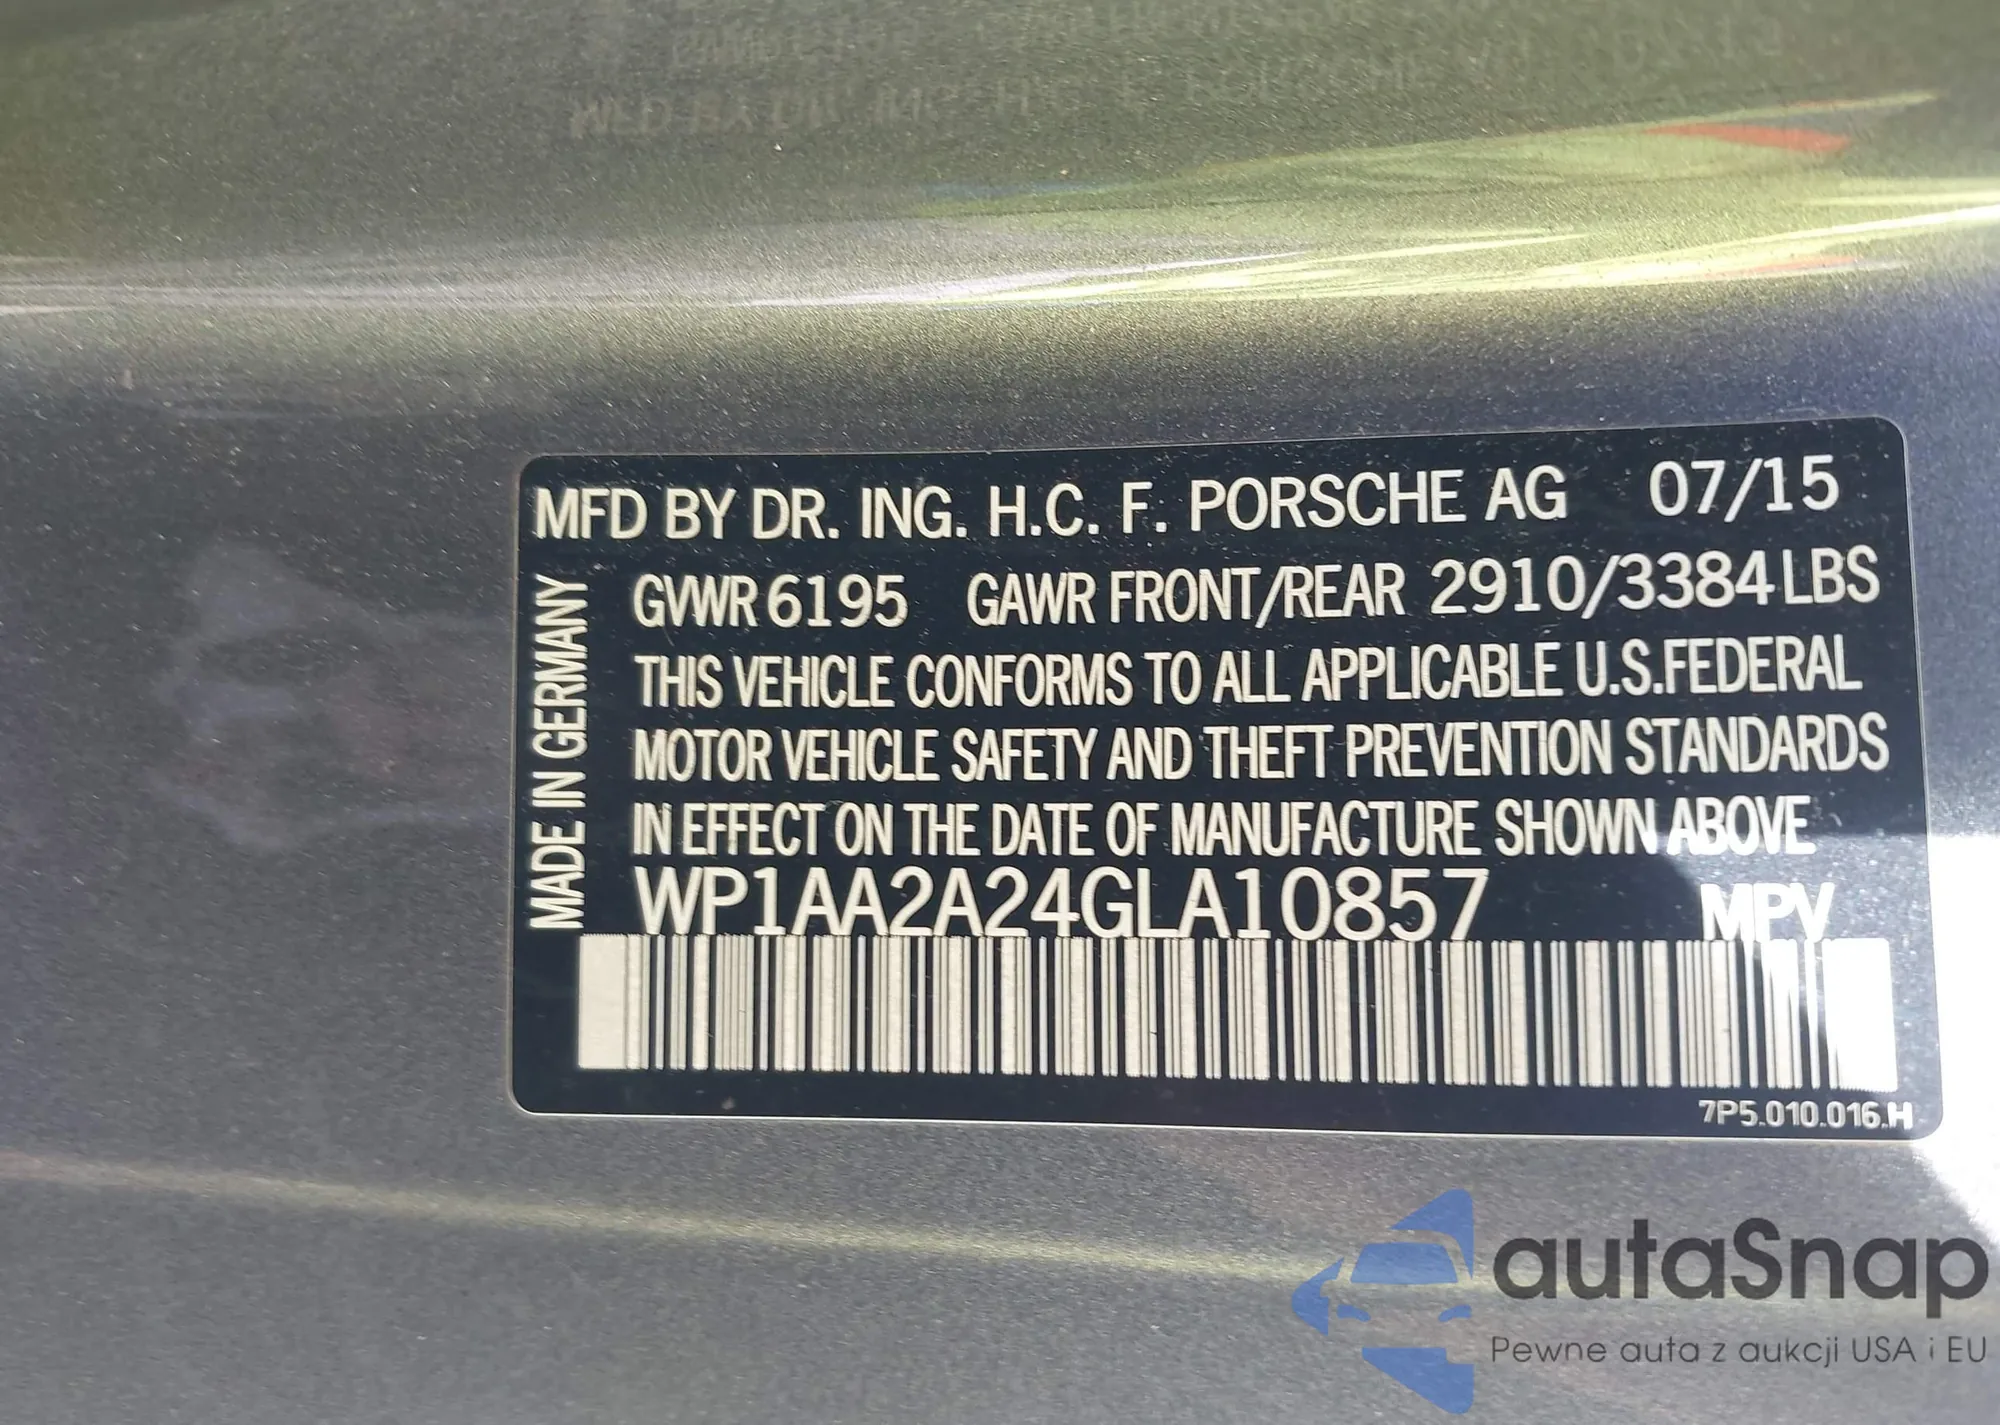 MFD BY DR. ING. H.C. F. PORSCHE AG 07/15
GVWR 6195 GAWR FRONT/REAR 2910/3384 LBS
THIS VEHICLE CONFORMS TO ALL APPLICABLE U.S.FEDERAL
MOTOR VEHICLE SAFETY AND THEFT PREVENTION STANDARDS
IN EFFECT ON THE DATE OF MANUFACTURE SHOWN ABOVE
WP1AA2A24GLA10857 MPV
MADE IN GERMANY
7P5.010.016.H
autaSnap
Pewne auta z aukcji USA i EU